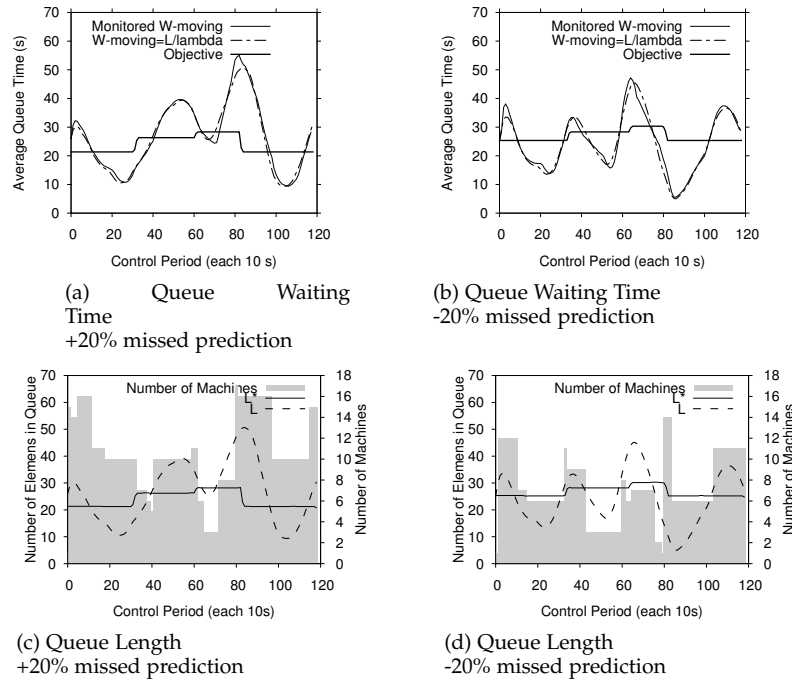 Average Queue Time (s)
70
60
50
40
30
20
10
0
Monitored W-moving
W-moving=L/lambda
Objective
0 20 40 60 80 100 120
Control Period (each 10 s)
(a) Queue Waiting
Time
+20% missed prediction
Average Queue Time (s)
70
60
50
40
30
20
10
0
Monitored W-moving
W-moving=L/lambda
Objective
0 20 40 60 80 100 120
Control Period (each 10 s)
(b) Queue Waiting Time
-20% missed prediction
Number of Elemens in Queue
70
60
50
40
30
20
10
0
Number of Machines
L*
L
18
16
14
12
10
8
6
4
2
0
Number of Machines
0 20 40 60 80 100 120
Control Period (each 10s)
(c) Queue Length
+20% missed prediction
Number of Elemens in Queue
70
60
50
40
30
20
10
0
Number of Machines
L*
L
18
16
14
12
10
8
6
4
2
0
Number of Machines
0 20 40 60 80 100 120
Control Period (each 10s)
(d) Queue Length
-20% missed prediction